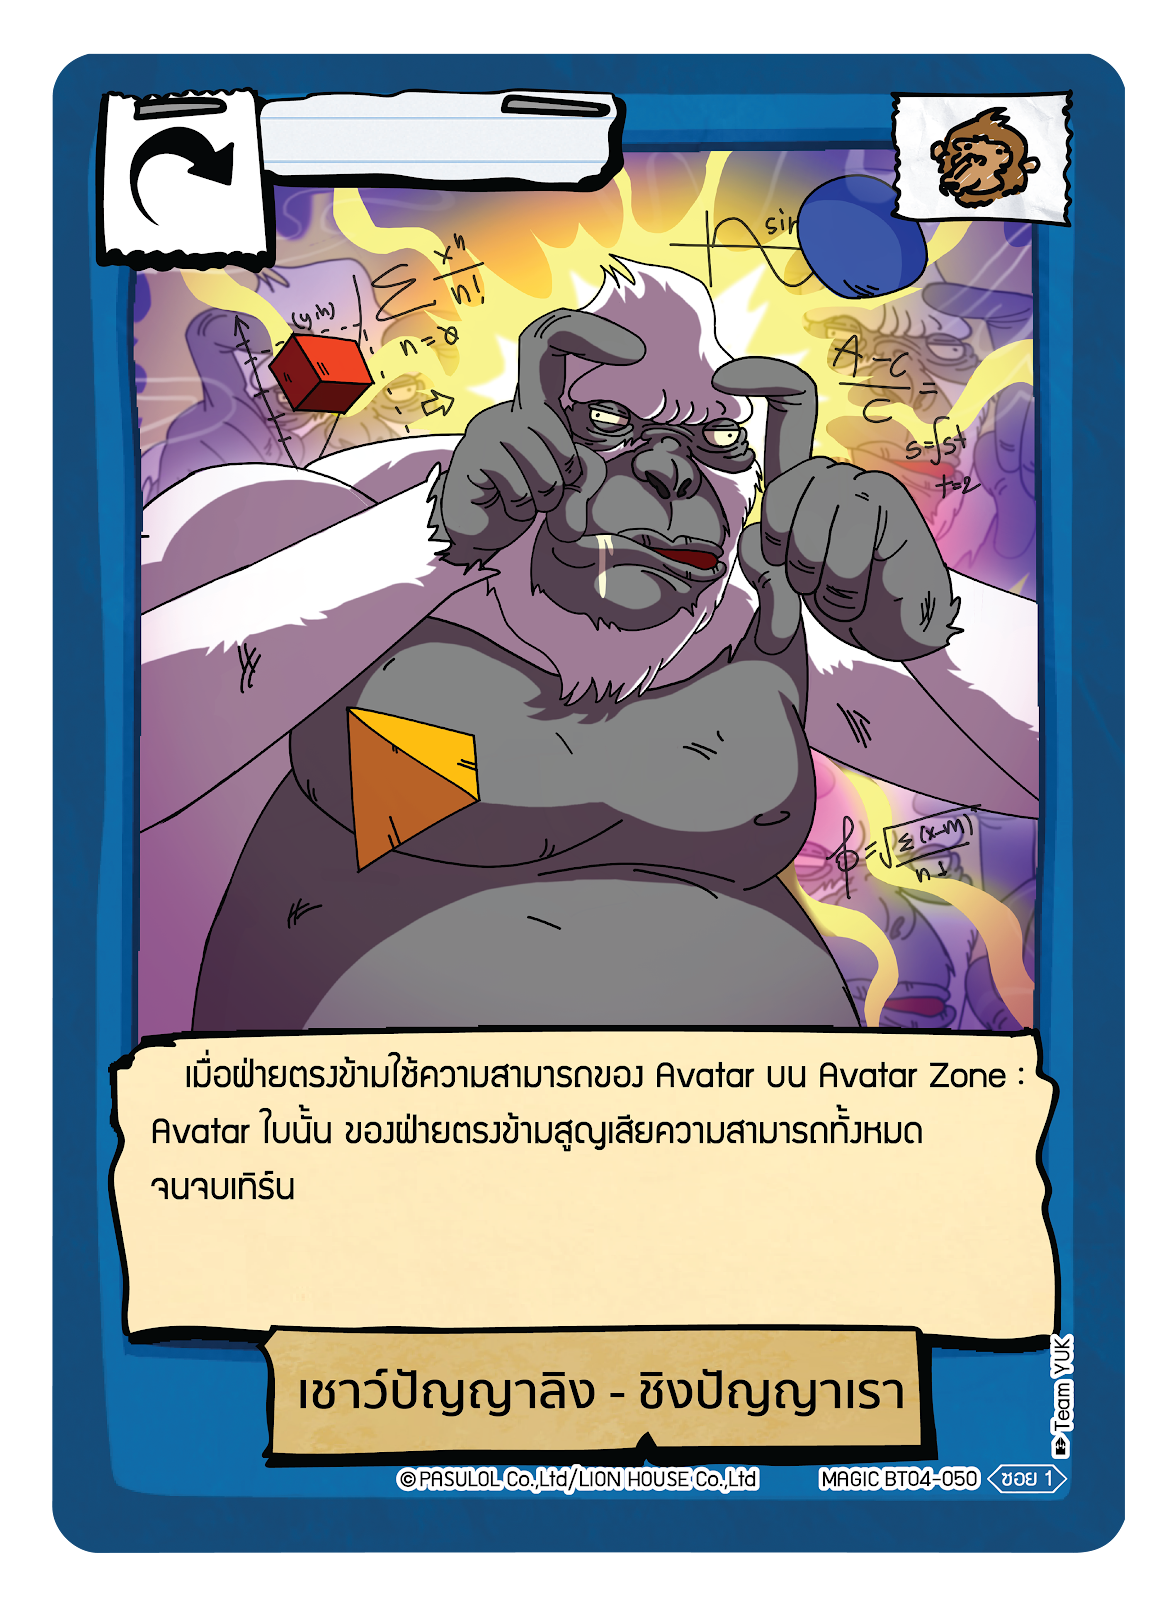 sin
xⁿ
n!
(y,m)
n=∞
A-C
C
=
s=∫st
t=2
=√Σ(x-m)
n-1
เมื่อฝ่ายตรงข้ามใช้ความสามารถของ Avatar บน Avatar Zone :
Avatar ใบนั้น ของฝ่ายตรงข้ามสูญเสียความสามารถทั้งหมด
จนจบเทิร์น
เชาว์ปัญญาลิง - ชิงปัญญาเรา
Team YUK
©PASULOL Co.,Ltd/LION HOUSE Co.,Ltd
MAGIC BT04-050
ซอย 1